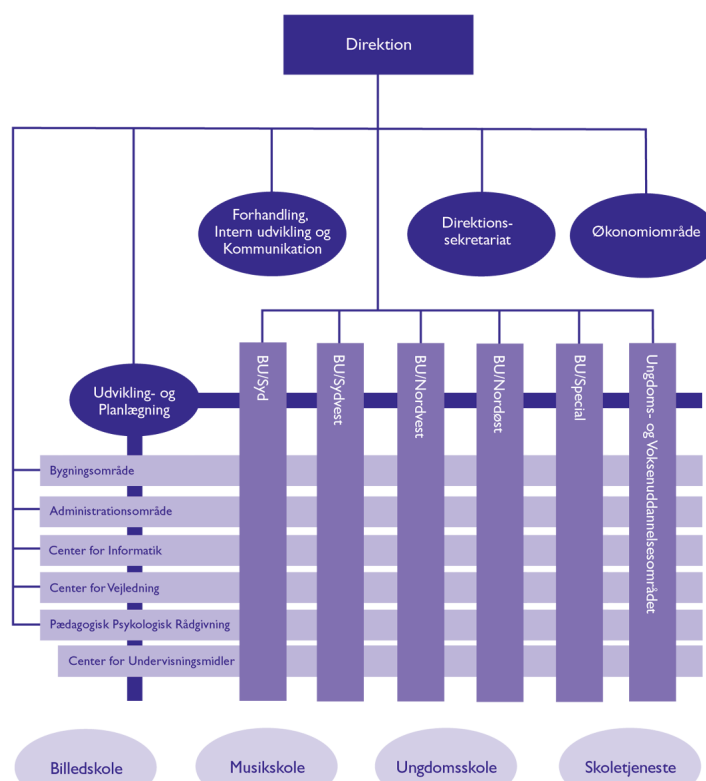 Direktion
Forhandling,
Intern udvikling og
Kommunikation
Direktions-
sekretariat
Økonomiområde
Udvikling- og
Planlægning
BU/Syd
BU/Sydvest
BU/Nordvest
BU/Nordøst
BU/Special
Ungdoms- og Voksenuddannelsesområdet
Bygningsområde
Administrationsområde
Center for Informatik
Center for Vejledning
Pædagogisk Psykologisk Rådgivning
Center for Undervisningsmidler
Billedskole
Musikskole
Ungdomsskole
Skoletjeneste